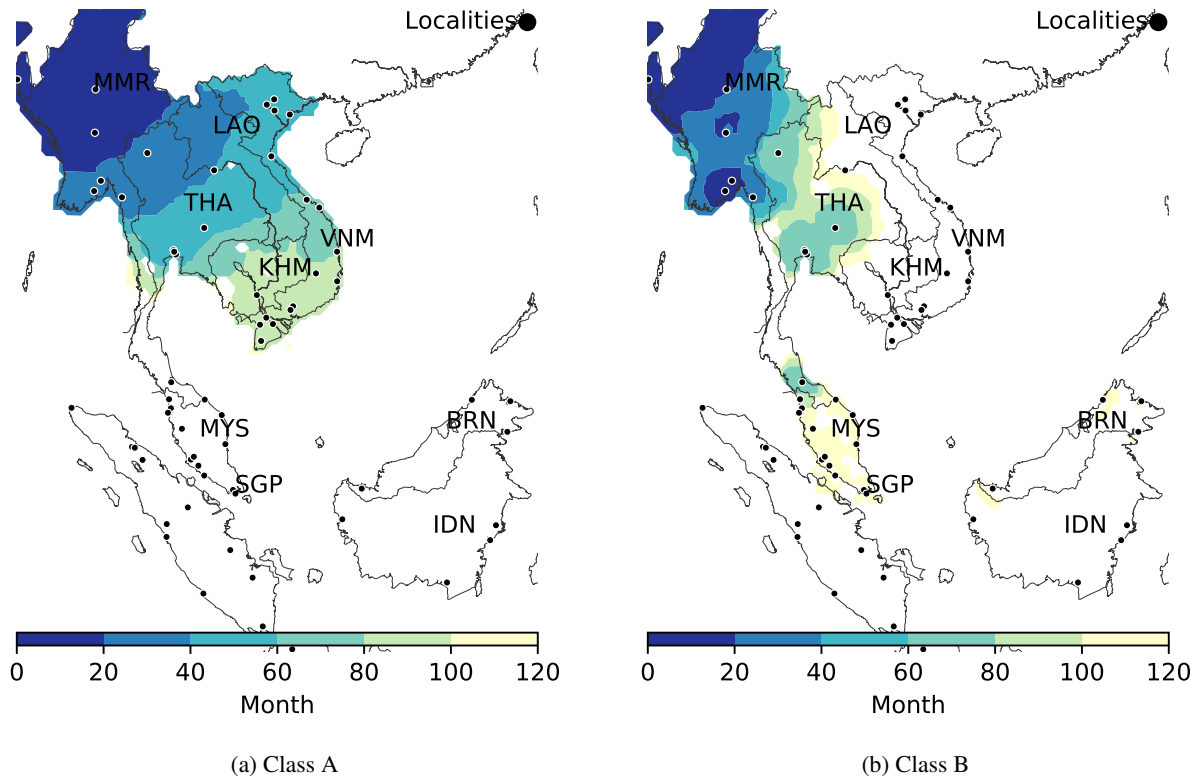 Localities
MMR
LAO
THA
VNM
KHM
MYS
BRN
SGP
IDN
0 20 40 60 80 100 120
Month
(a) Class A
Localities
MMR
LAO
THA
VNM
KHM
MYS
BRN
SGP
IDN
0 20 40 60 80 100 120
Month
(b) Class B